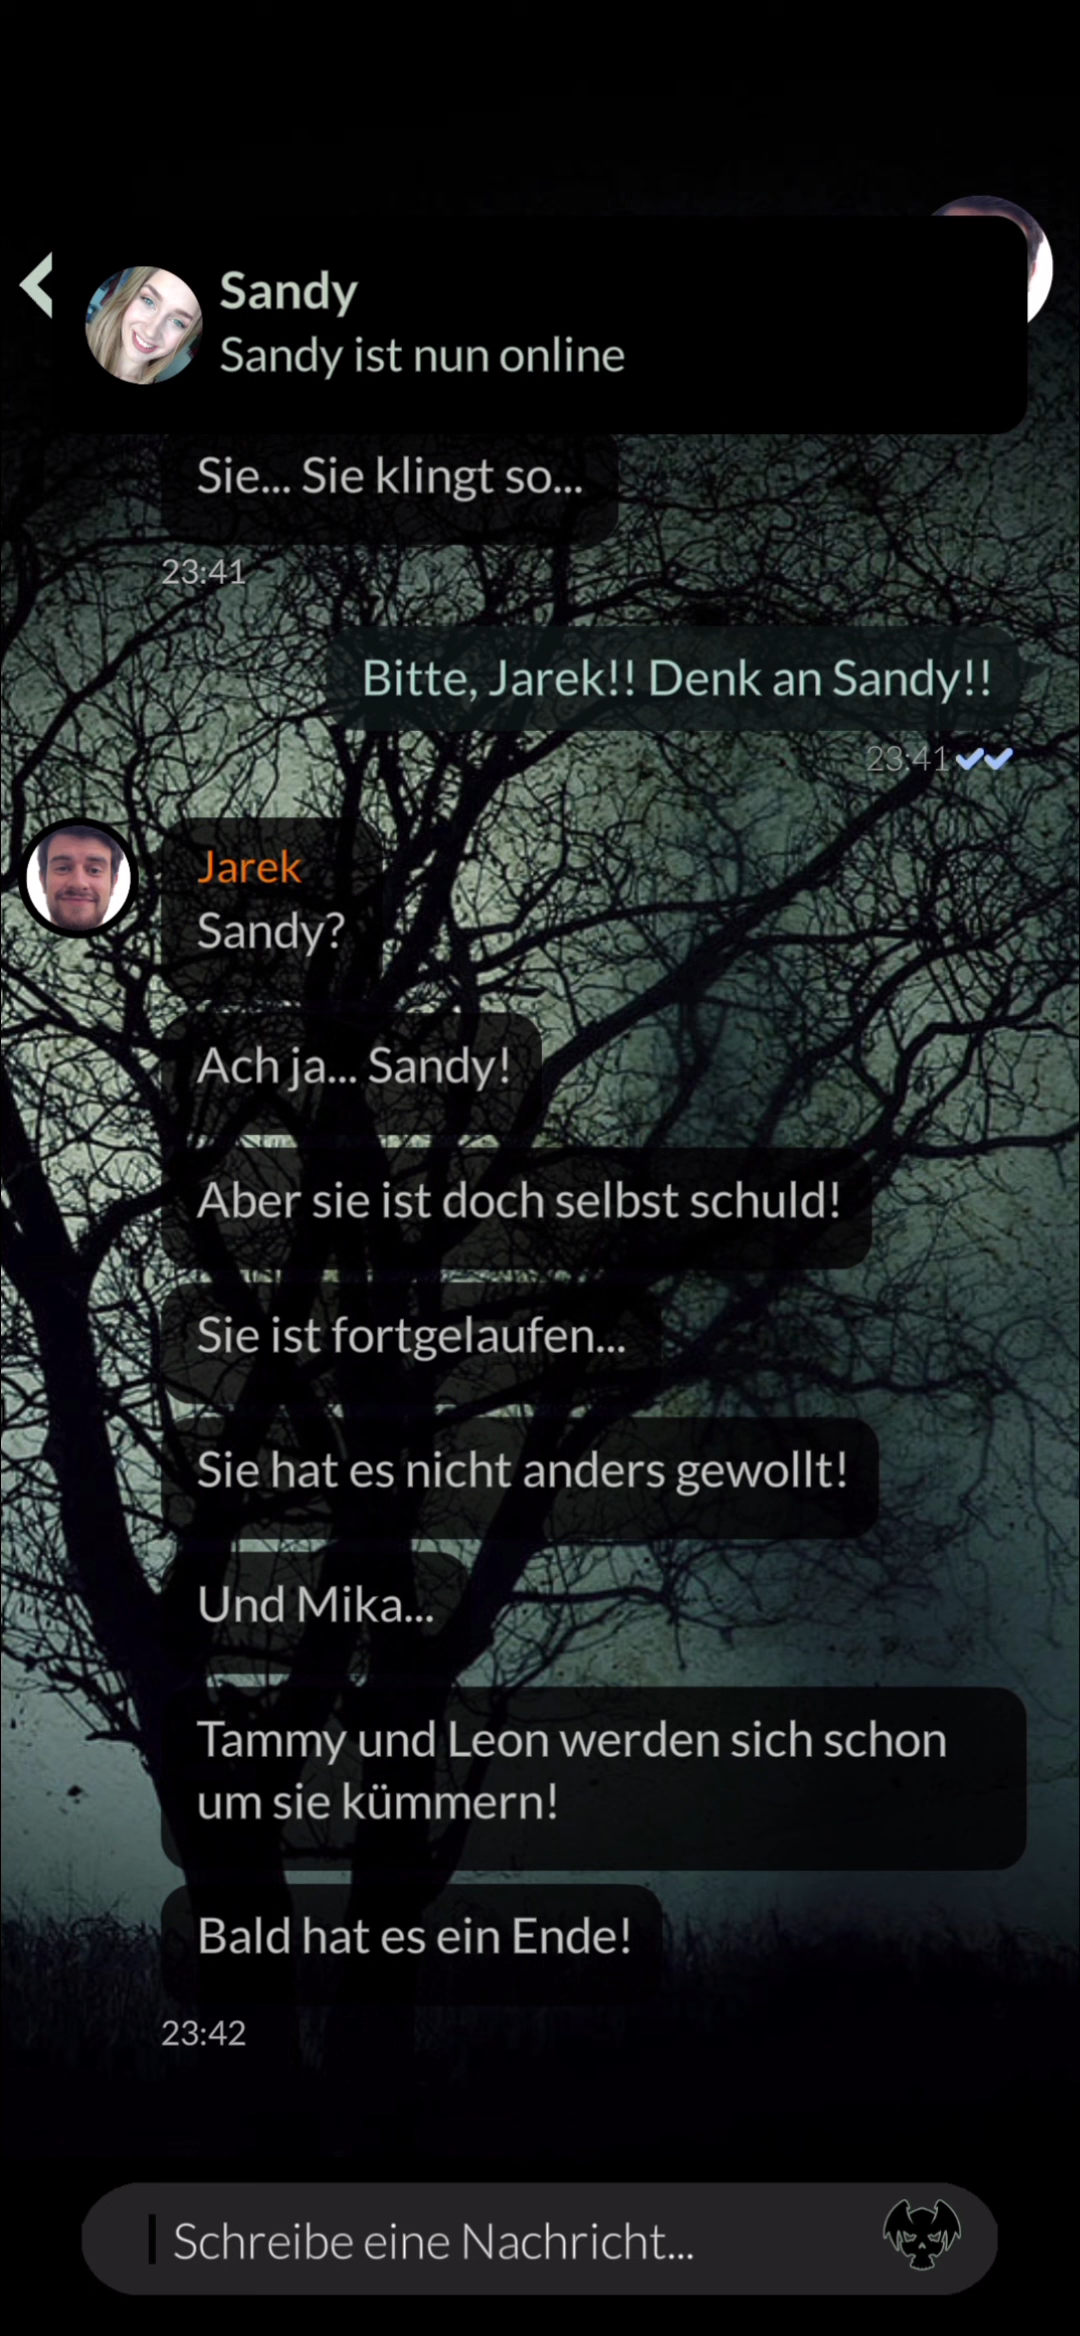 Sandy
Sandy ist nun online
Sie... Sie klingt so...
23:41
Bitte, Jarek!! Denk an Sandy!!
23:41
Jarek
Sandy?
Ach ja... Sandy!
Aber sie ist doch selbst schuld!
Sie ist fortgelaufen...
Sie hat es nicht anders gewollt!
Und Mika...
Tammy und Leon werden sich schon
um sie kümmern!
Bald hat es ein Ende!
23:42
Schreibe eine Nachricht...